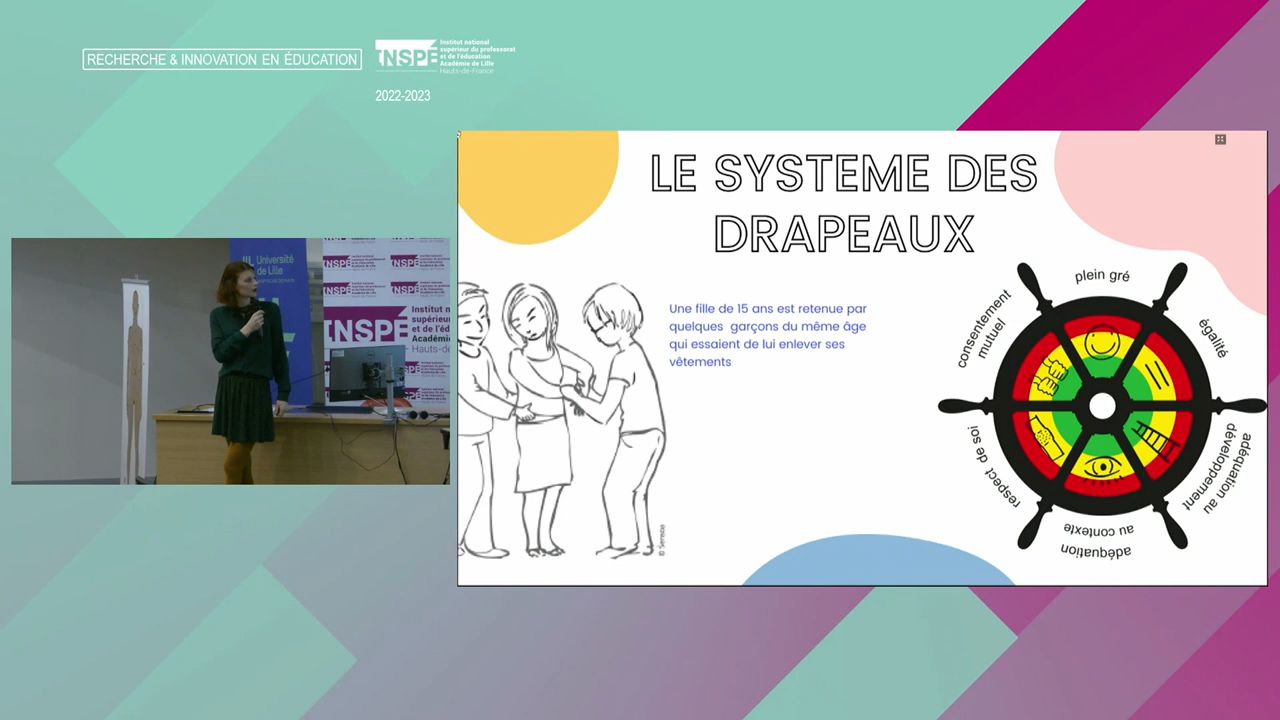 RECHERCHE & INNOVATION EN ÉDUCATION
INSPÉ
Institut national
supérieur du professorat
et de l'éducation
Académie de Lille
Hauts-de-France
2022-2023
LE SYSTEME DES
DRAPEAUX
Une fille de 15 ans est retenue par
quelques garçons du même âge
qui essaient de lui enlever ses
vêtements
© Sensoa
plein gré
égalité
adéquation au
développement
adéquation
au contexte
respect de soi
consentement
mutuel
Université
de Lille
INSPÉ
Institut
supérieur
et de l'éd
Académie
Hauts-de